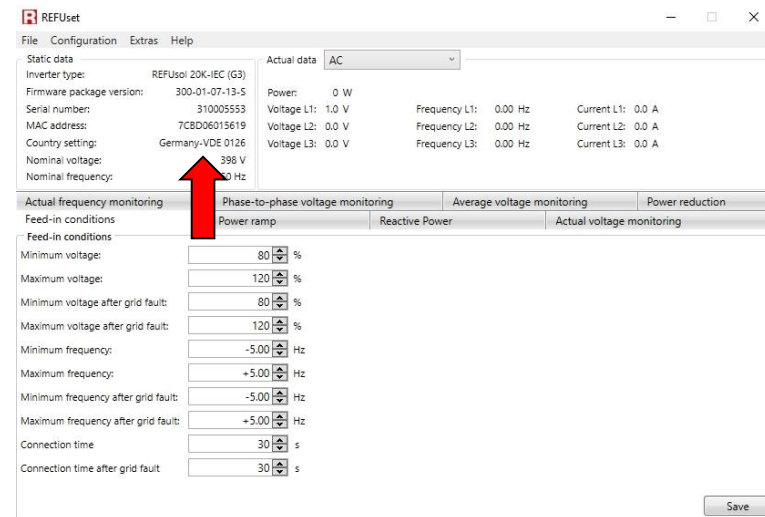 REFUset
File Configuration Extras Help
Static data
Inverter type: REFUsol 20K-IEC (G3)
Firmware package version: 300-01-07-13-S
Serial number: 310005553
MAC address: 7CBD06015619
Country setting: Germany-VDE 0126
Nominal voltage: 398 V
Nominal frequency: Hz
Actual data AC
Power: 0 W
Voltage L1: 1.0 V Frequency L1: 0.00 Hz Current L1: 0.0 A
Voltage L2: 0.0 V Frequency L2: 0.00 Hz Current L2: 0.0 A
Voltage L3: 0.0 V Frequency L3: 0.00 Hz Current L3: 0.0 A
Actual frequency monitoring Phase-to-phase voltage monitoring Average voltage monitoring Power reduction
Feed-in conditions Power ramp Reactive Power Actual voltage monitoring
Feed-in conditions
Minimum voltage: 80 %
Maximum voltage: 120 %
Minimum voltage after grid fault: 80 %
Maximum voltage after grid fault: 120 %
Minimum frequency: -5.00 Hz
Maximum frequency: +5.00 Hz
Minimum frequency after grid fault: -5.00 Hz
Maximum frequency after grid fault: +5.00 Hz
Connection time 30 s
Connection time after grid fault 30 s
Save